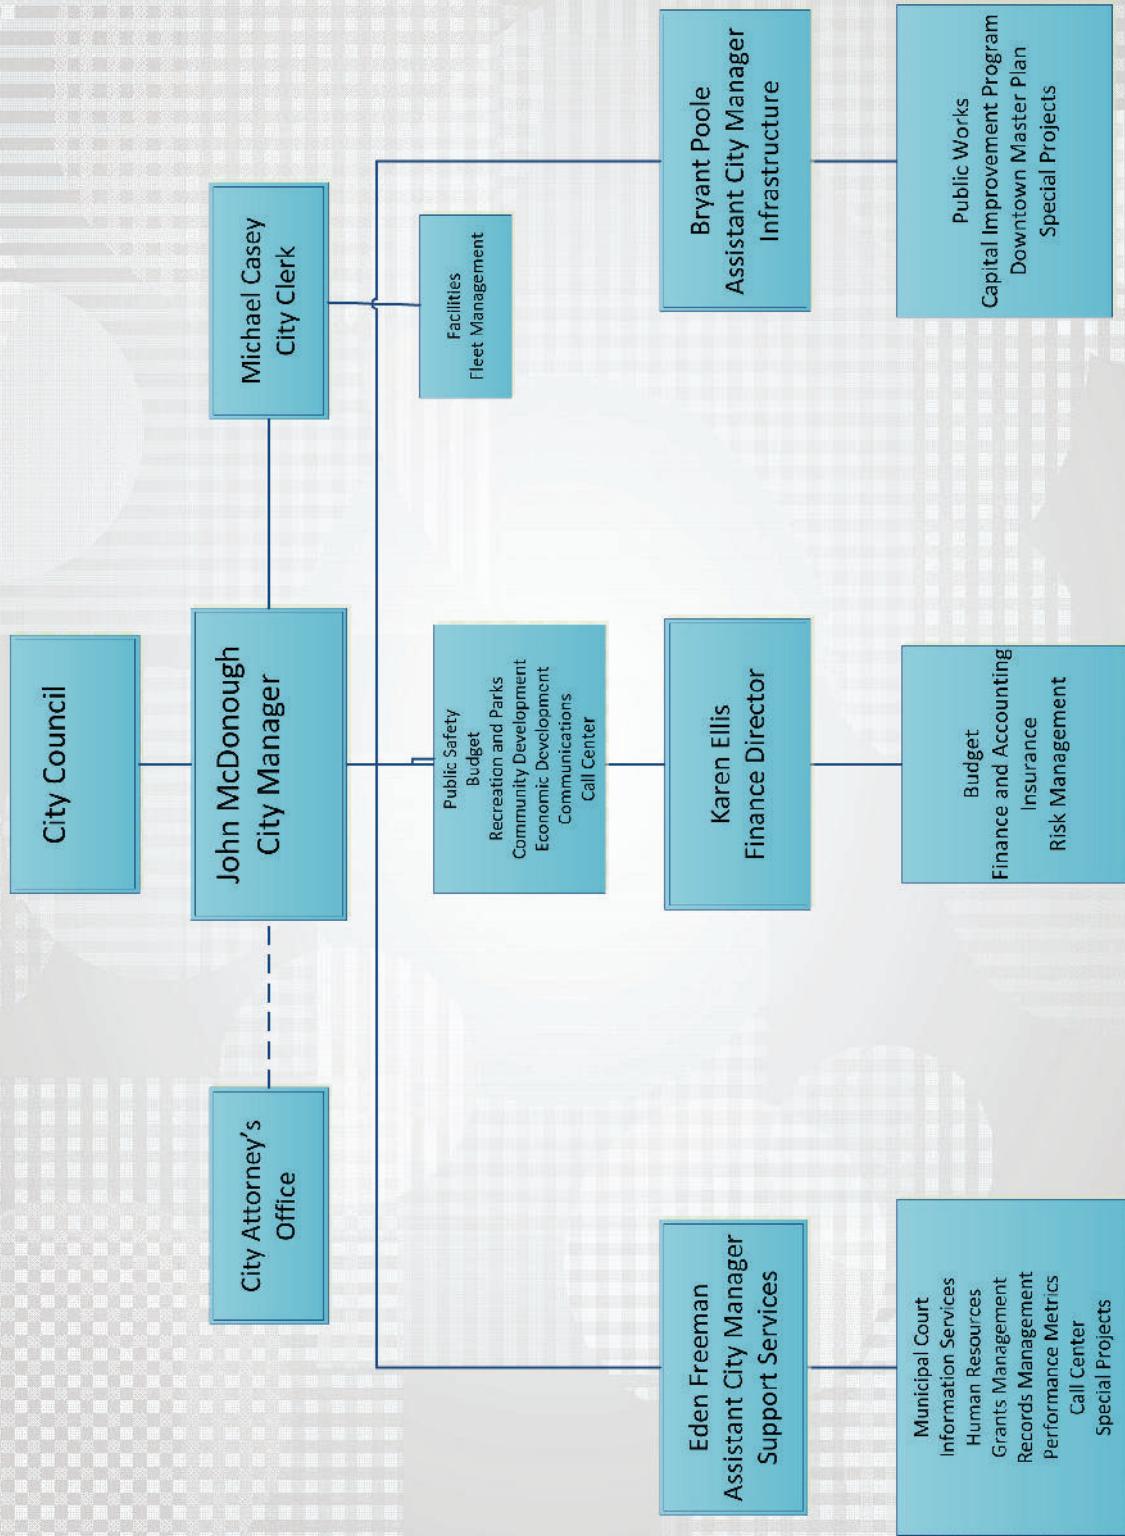 City Council
City Attorney's
Office
John McDonough
City Manager
Michael Casey
City Clerk
Facilities
Fleet Management
Public Safety
Budget
Recreation and Parks
Community Development
Economic Development
Communications
Call Center
Eden Freeman
Assistant City Manager
Support Services
Karen Ellis
Finance Director
Bryant Poole
Assistant City Manager
Infrastructure
Municipal Court
Information Services
Human Resources
Grants Management
Records Management
Performance Metrics
Call Center
Special Projects
Budget
Finance and Accounting
Insurance
Risk Management
Public Works
Capital Improvement Program
Downtown Master Plan
Special Projects